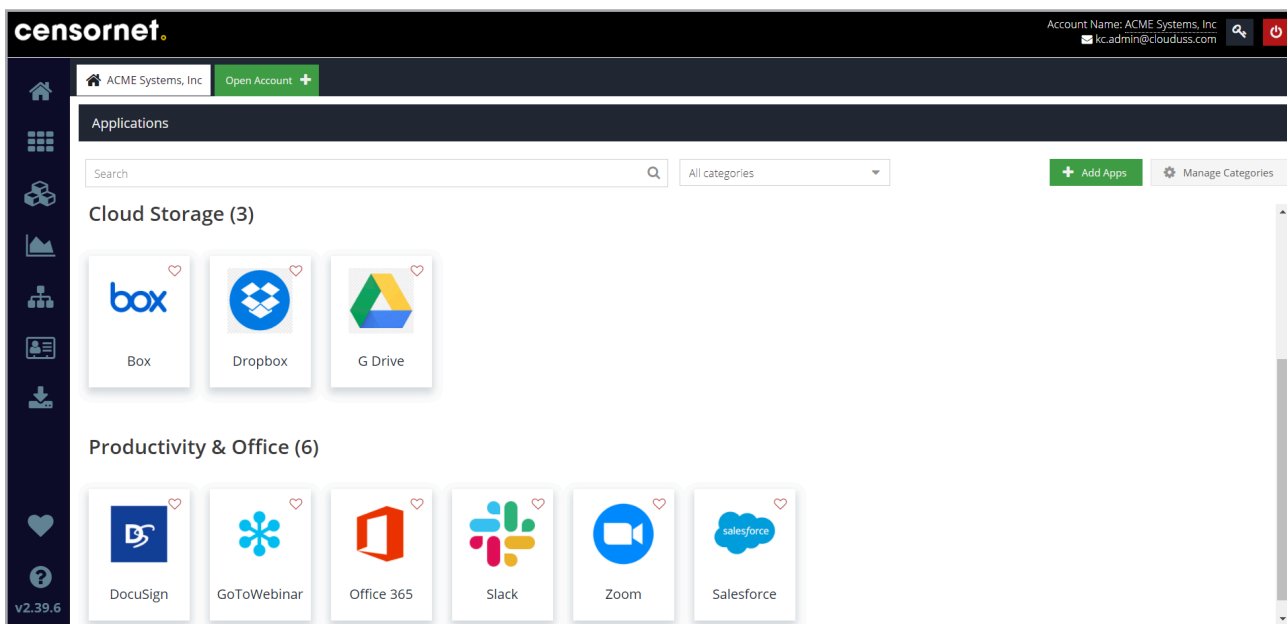 censornet.
Account Name: ACME Systems, Inc
kc.admin@clouduss.com
ACME Systems, Inc
Open Account
Applications
Search
All categories
Add Apps
Manage Categories
Cloud Storage (3)
box
Box
Dropbox
G Drive
Productivity & Office (6)
DS
salesforce
DocuSign
GoToWebinar
Office 365
Slack
Zoom
Salesforce
v2.39.6